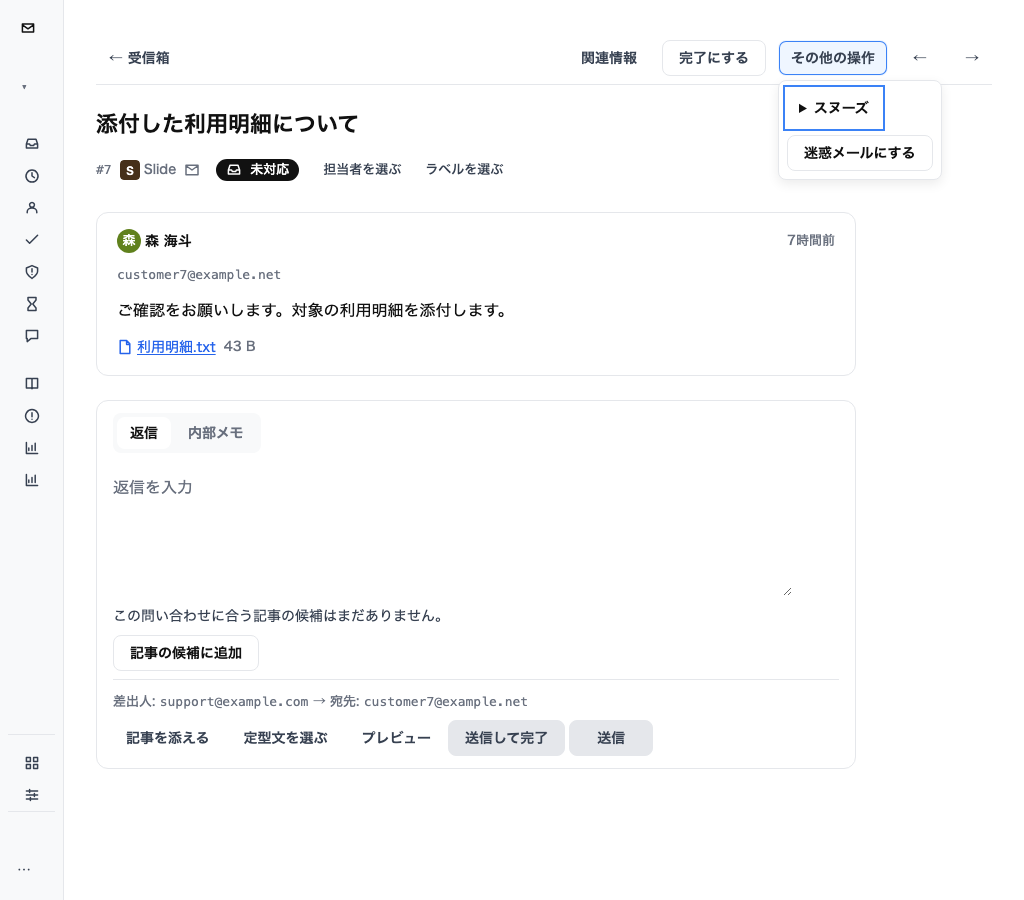 ← 受信箱
関連情報
完了にする
その他の操作
← →
▶ スヌーズ
迷惑メールにする
添付した利用明細について
#7 S Slide 未対応 担当者を選ぶ ラベルを選ぶ
森 森 海斗 7時間前
customer7@example.net
ご確認をお願いします。対象の利用明細を添付します。
利用明細.txt 43 B
返信 内部メモ
返信を入力
この問い合わせに合う記事の候補はまだありません。
記事の候補に追加
差出人: support@example.com → 宛先: customer7@example.net
記事を添える 定型文を選ぶ プレビュー 送信して完了 送信